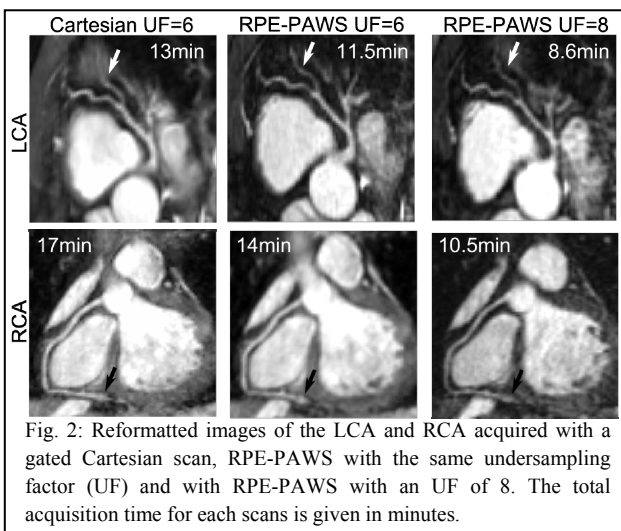 Cartesian UF=6 RPE-PAWS UF=6 RPE-PAWS UF=8
LCA
13min 11.5min 8.6min
RCA
17min 14min 10.5min
Fig. 2: Reformatted images of the LCA and RCA acquired with a
gated Cartesian scan, RPE-PAWS with the same undersampling
factor (UF) and with RPE-PAWS with an UF of 8. The total
acquisition time for each scans is given in minutes.